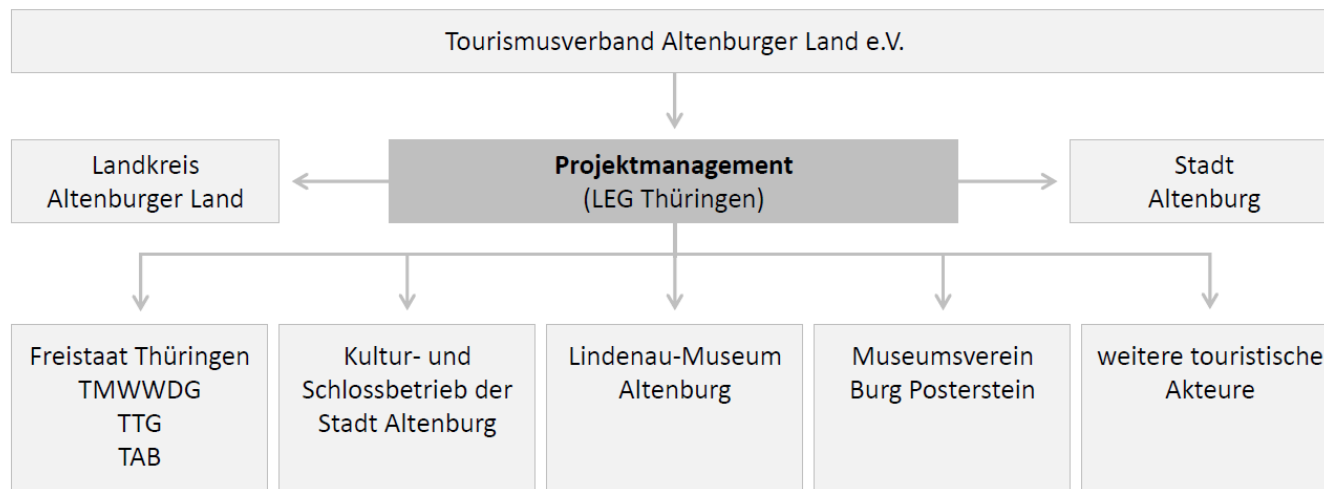 Tourismusverband Altenburger Land e.V.
Landkreis
Altenburger Land
Projektmanagement
(LEG Thüringen)
Stadt
Altenburg
Freistaat Thüringen
TMWWDG
TTG
TAB
Kultur- und
Schlossbetrieb der
Stadt Altenburg
Lindenau-Museum
Altenburg
Museumsverein
Burg Posterstein
weitere touristische
Akteure